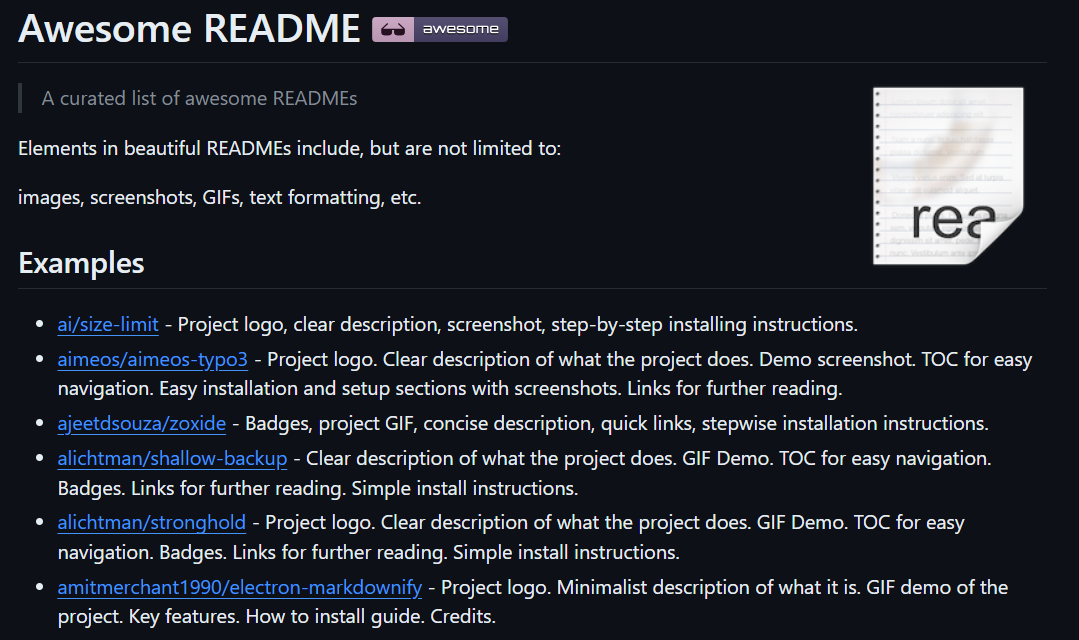 Awesome README awesome
A curated list of awesome READMEs
Elements in beautiful READMEs include, but are not limited to:
images, screenshots, GIFs, text formatting, etc.
rea
Examples
• ai/size-limit - Project logo, clear description, screenshot, step-by-step installing instructions.
• aimeos/aimeos-typo3 - Project logo. Clear description of what the project does. Demo screenshot. TOC for easy
navigation. Easy installation and setup sections with screenshots. Links for further reading.
• ajeetdsouza/zoxide - Badges, project GIF, concise description, quick links, stepwise installation instructions.
• alichtman/shallow-backup - Clear description of what the project does. GIF Demo. TOC for easy navigation.
Badges. Links for further reading. Simple install instructions.
• alichtman/stronghold - Project logo. Clear description of what the project does. GIF Demo. TOC for easy
navigation. Badges. Links for further reading. Simple install instructions.
• amitmerchant1990/electron-markdownify - Project logo. Minimalist description of what it is. GIF demo of the
project. Key features. How to install guide. Credits.